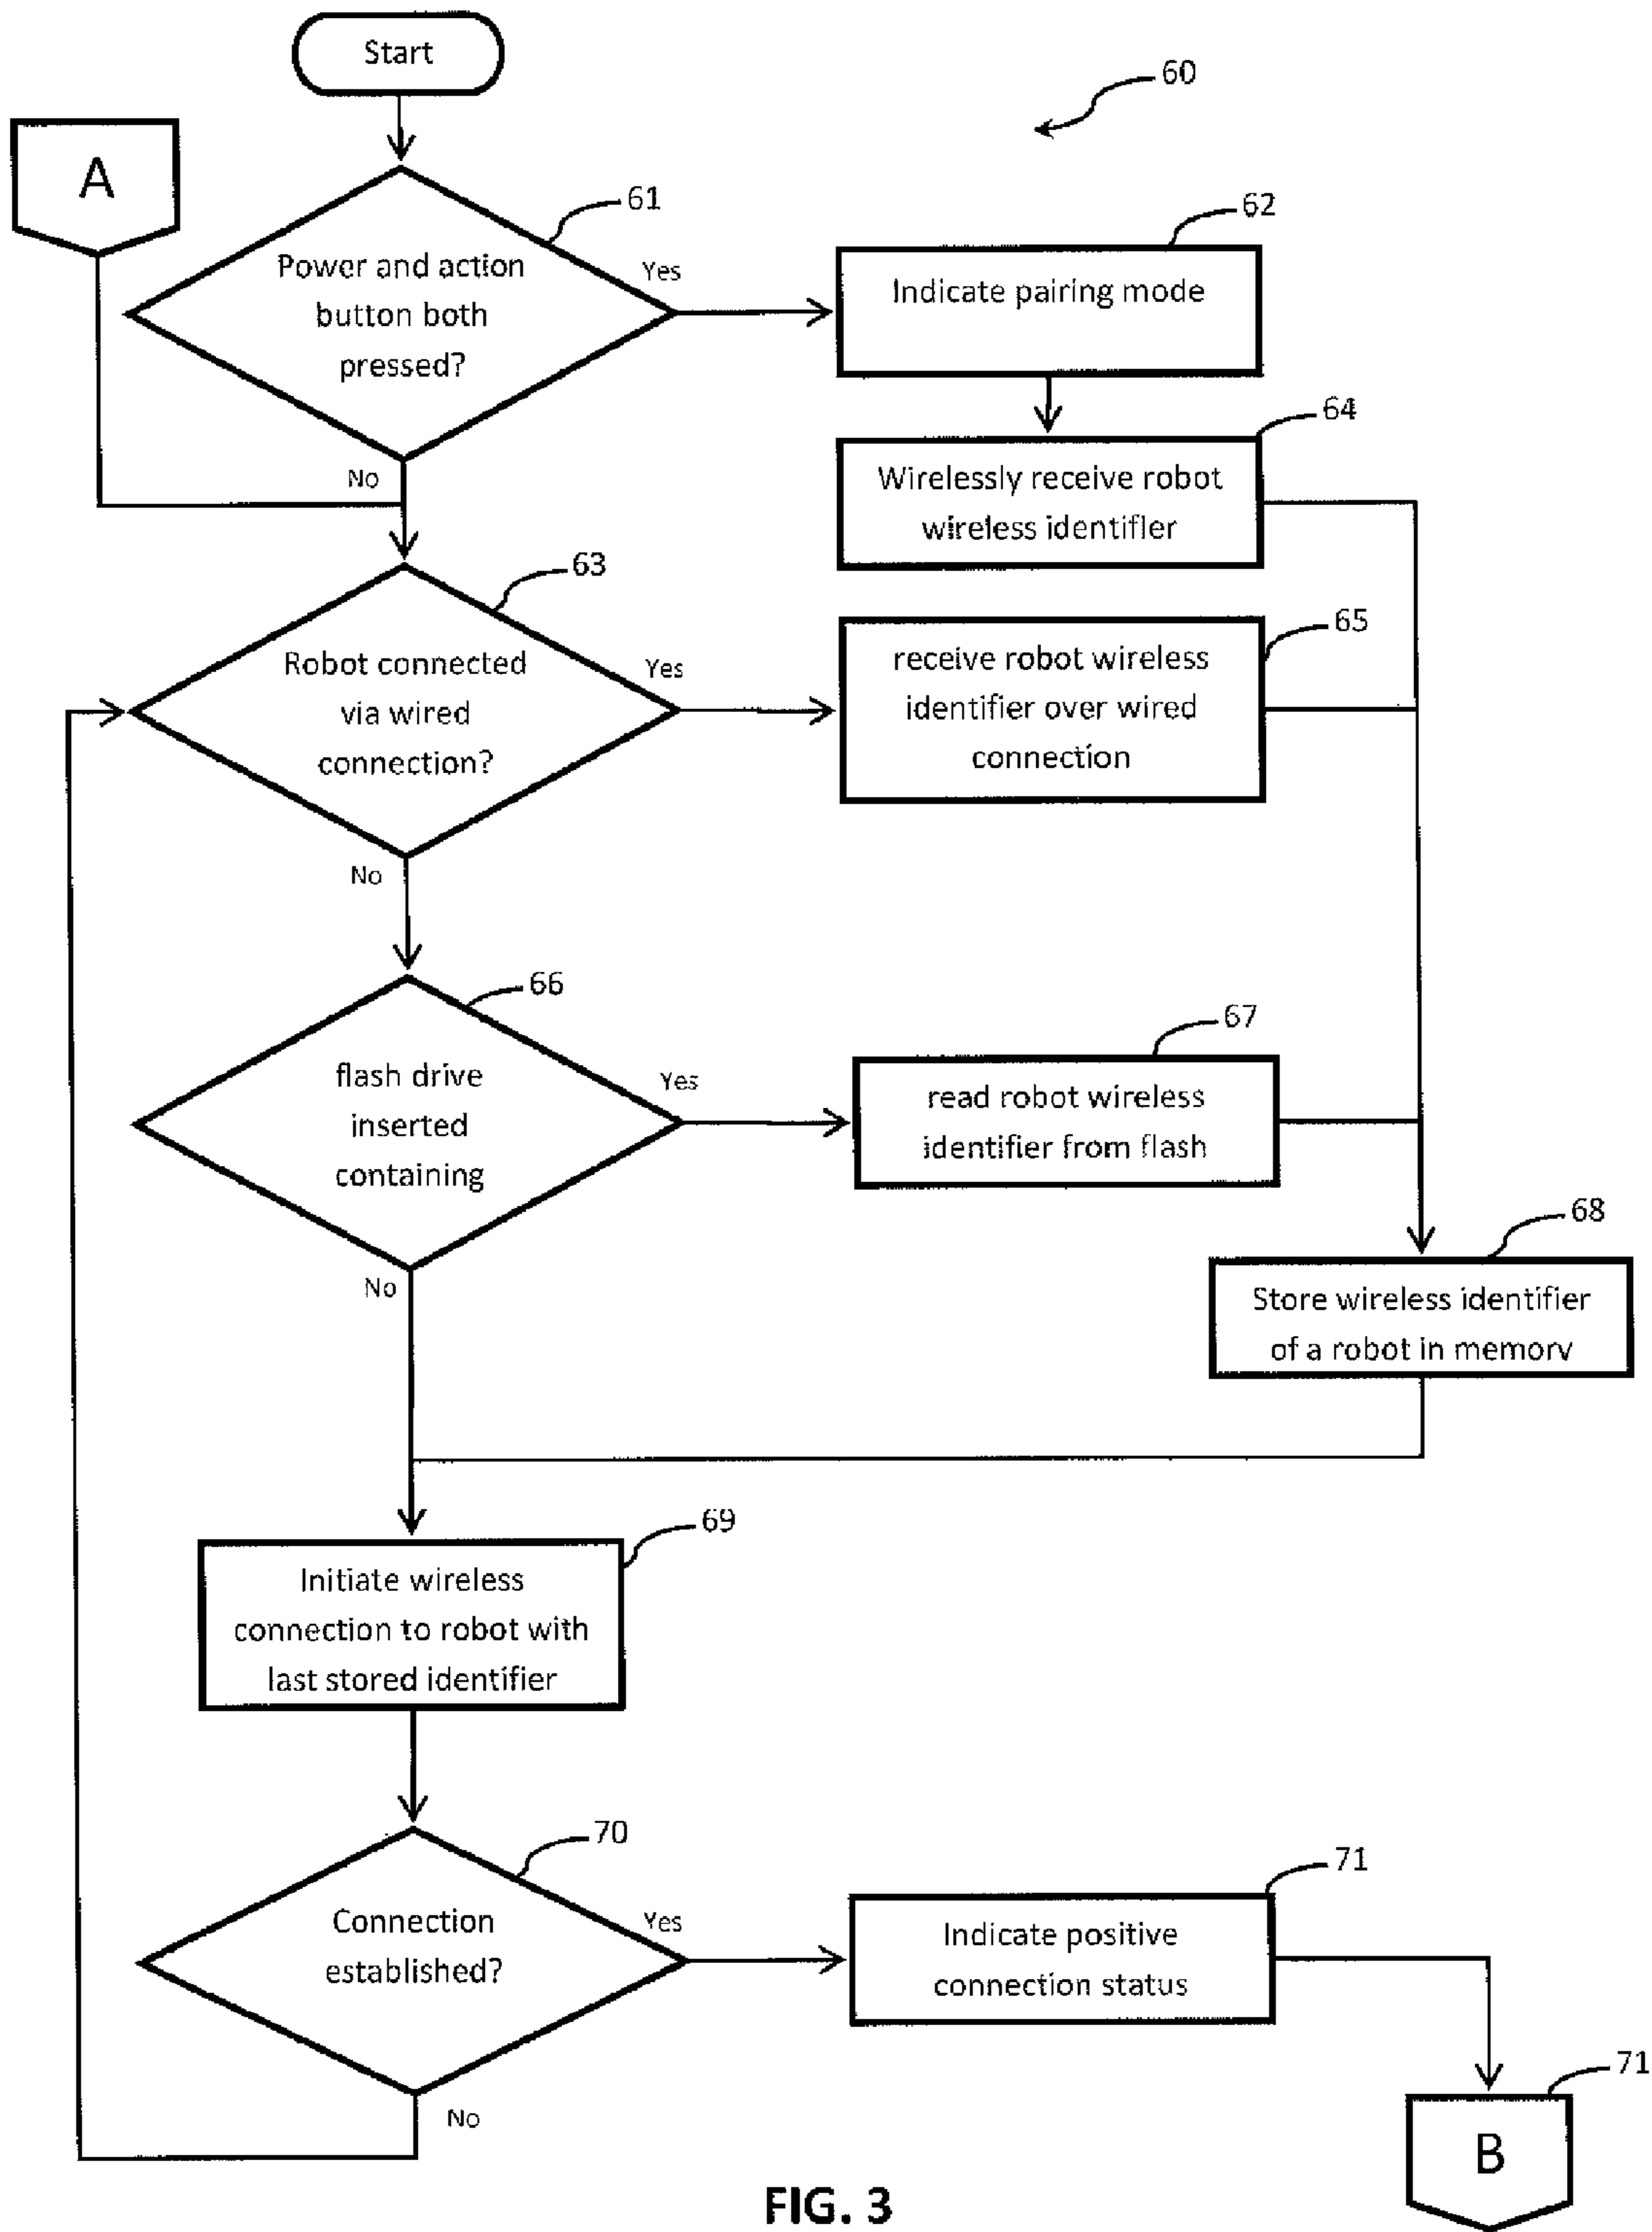 Start
60
A
61
Power and action
button both
pressed?
Yes
No
62
Indicate pairing mode
64
Wirelessly receive robot
wireless identifier
63
Robot connected
via wired
connection?
Yes
No
65
receive robot wireless
identifier over wired
connection
66
flash drive
inserted
containing
Yes
No
67
read robot wireless
identifier from flash
68
Store wireless identifier
of a robot in memory
69
Initiate wireless
connection to robot with
last stored identifier
70
Connection
established?
Yes
No
71
Indicate positive
connection status
71
B
FIG. 3